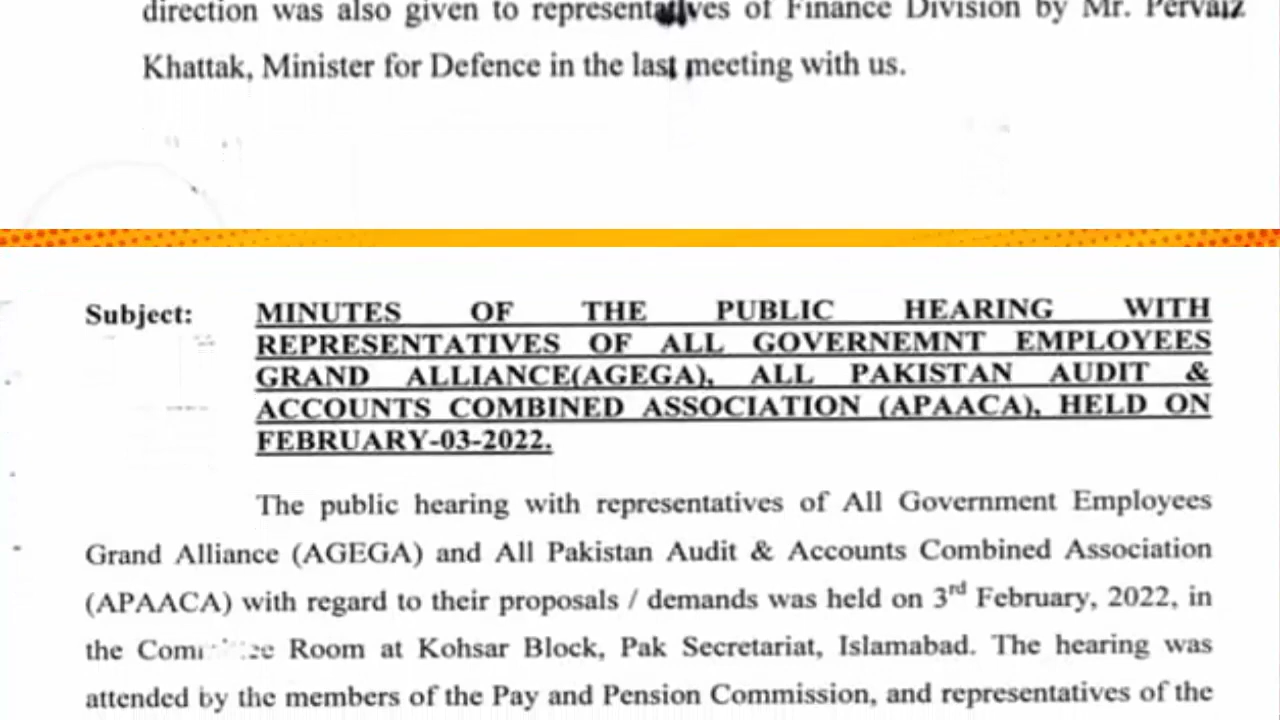 direction was also given to representatives of Finance Division by Mr. Pervaiz
Khattak, Minister for Defence in the last meeting with us.
Subject: MINUTES OF THE PUBLIC HEARING WITH
REPRESENTATIVES OF ALL GOVERNEMNT EMPLOYEES
GRAND ALLIANCE(AGEGA), ALL PAKISTAN AUDIT &
ACCOUNTS COMBINED ASSOCIATION (APAACA), HELD ON
FEBRUARY-03-2022.
The public hearing with representatives of All Government Employees
Grand Alliance (AGEGA) and All Pakistan Audit & Accounts Combined Association
(APAACA) with regard to their proposals / demands was held on 3rd February, 2022, in
the Committee Room at Kohsar Block, Pak Secretariat, Islamabad. The hearing was
attended by the members of the Pay and Pension Commission, and representatives of the